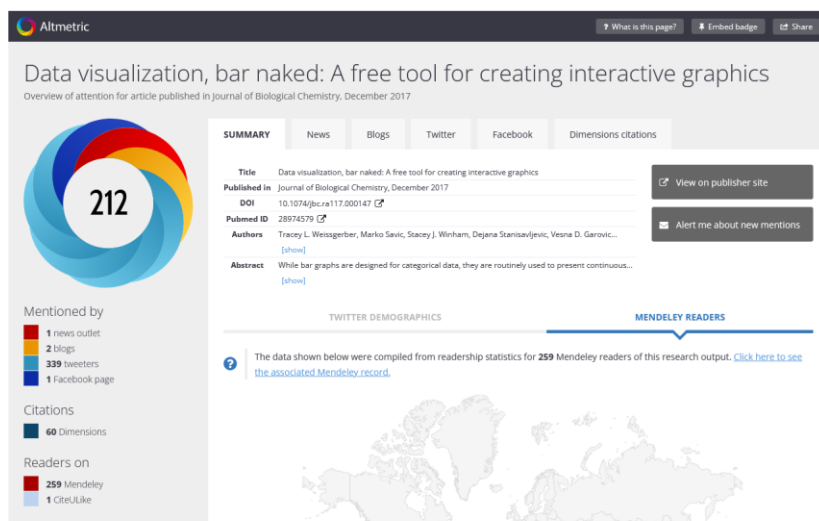 Altmetric
What is this page?
Embed badge
Share
Data visualization, bar naked: A free tool for creating interactive graphics
Overview of attention for article published in Journal of Biological Chemistry, December 2017
212
SUMMARY
News
Blogs
Twitter
Facebook
Dimensions citations
Title Data visualization, bar naked: A free tool for creating interactive graphics
Published in Journal of Biological Chemistry, December 2017
DOI 10.1074/jbc.ra117.000147
Pubmed ID 28974579
Authors Tracey L. Weissgerber, Marko Savic, Stacey J. Winham, Dejana Stanisavljevic, Vesna D. Garovic…
[show]
Abstract While bar graphs are designed for categorical data, they are routinely used to present continuous…
[show]
View on publisher site
Alert me about new mentions
Mentioned by
1 news outlet
2 blogs
339 tweeters
1 Facebook page
Citations
60 Dimensions
Readers on
259 Mendeley
1 CiteULike
TWITTER DEMOGRAPHICS
MENDELEY READERS
The data shown below were compiled from readership statistics for 259 Mendeley readers of this research output. Click here to see
the associated Mendeley record.